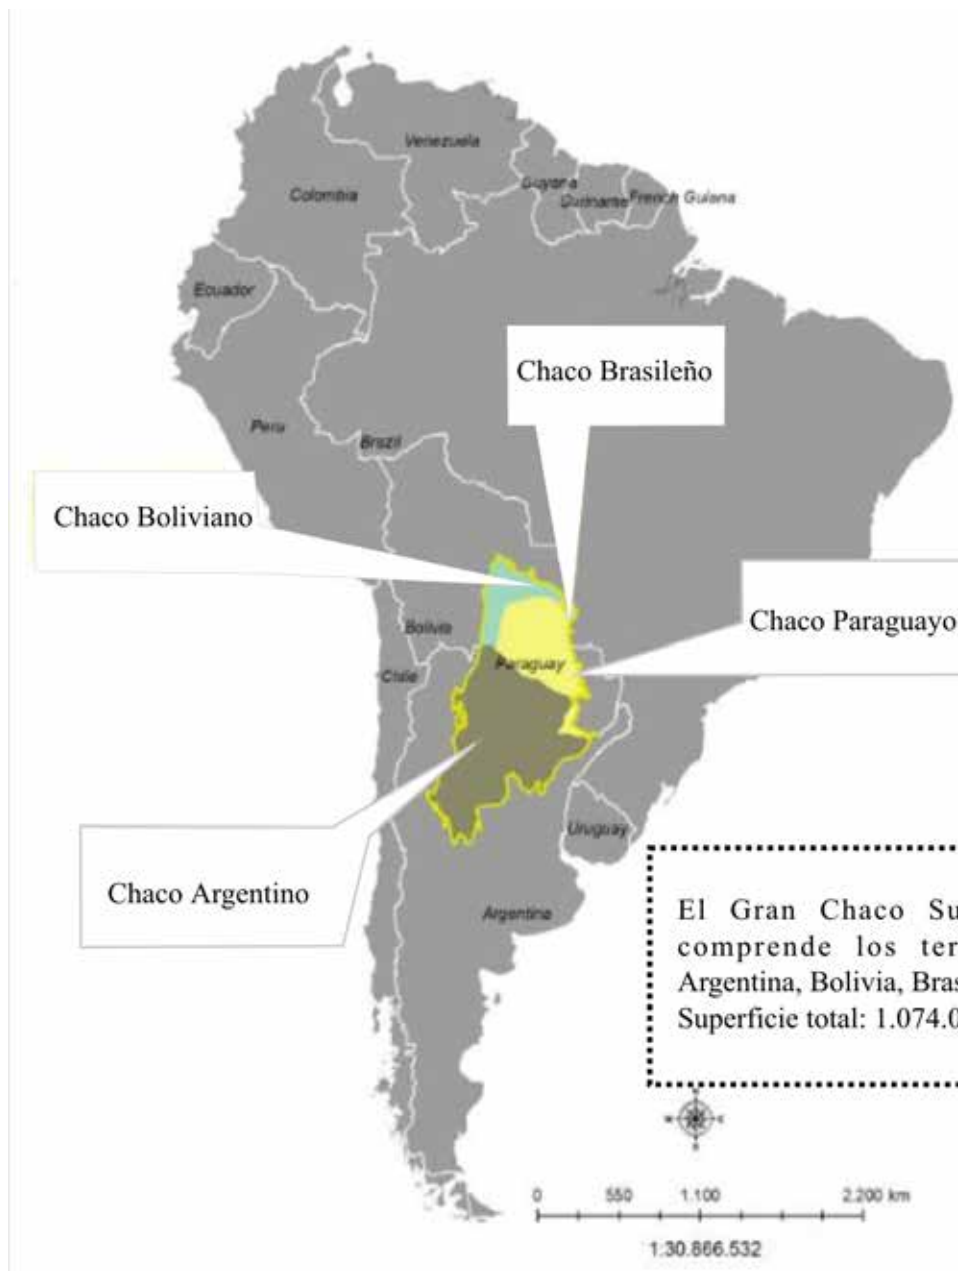 Venezuela
Guyana
Suriname
French Guiana
Colombia
Ecuador
Chaco Brasileño
Peru
Brazil
Chaco Boliviano
Chaco Paraguayo
Bolivia
Paraguay
Chile
Uruguay
Chaco Argentino
Argentina
El Gran Chaco Su
comprende los ter
Argentina, Bolivia, Bras
Superficie total: 1.074.0
N
W E
S
0 550 1.100 2.200 km
1:30.866.532